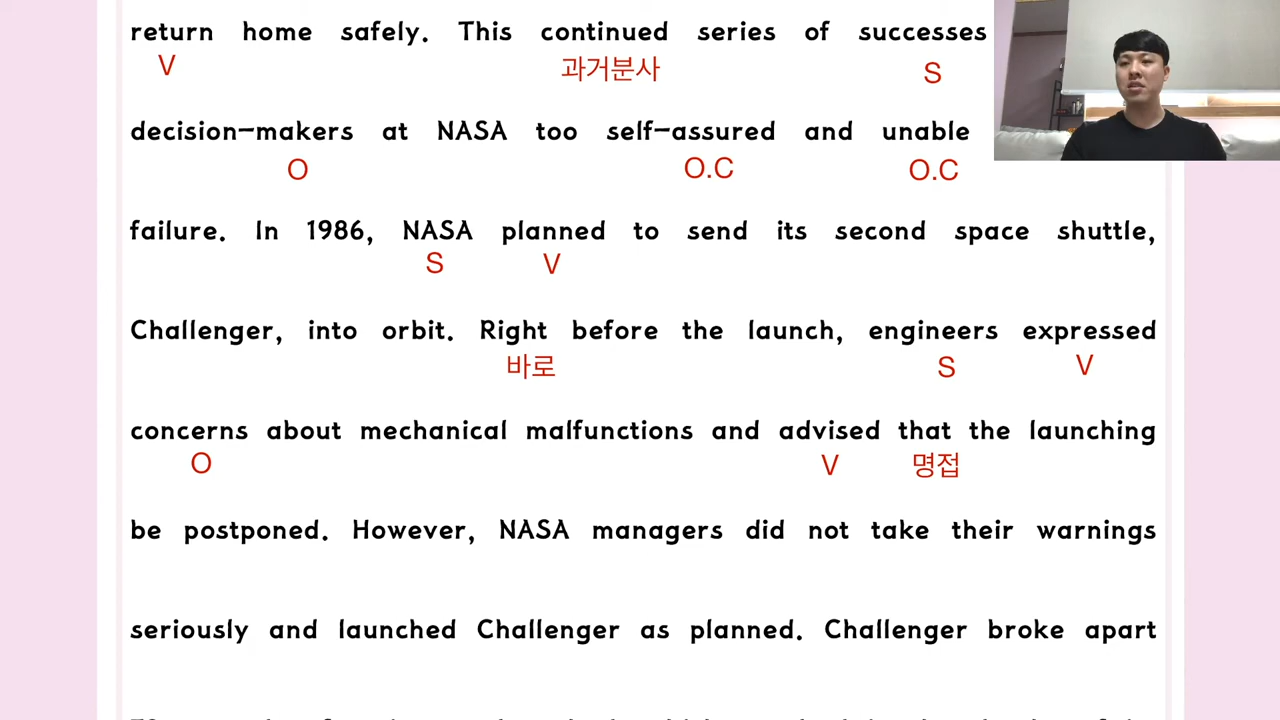 return home safely. This continued series of successes
V 과거분사 S
decision-makers at NASA too self-assured and unable
O O.C O.C
failure. In 1986, NASA planned to send its second space shuttle,
S V
Challenger, into orbit. Right before the launch, engineers expressed
바로 S V
concerns about mechanical malfunctions and advised that the launching
O V 명접
be postponed. However, NASA managers did not take their warnings
seriously and launched Challenger as planned. Challenger broke apart